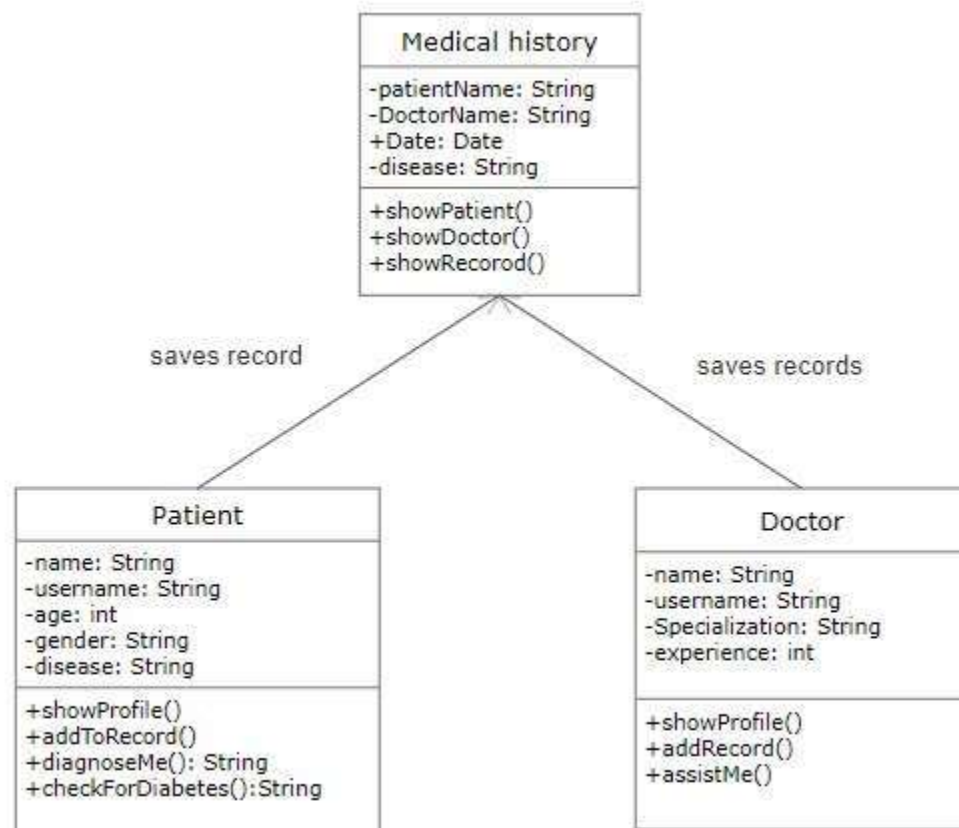 Medical history
-patientName: String
-DoctorName: String
+Date: Date
-disease: String
+showPatient()
+showDoctor()
+showRecorod()
saves record
saves records
Patient
-name: String
-username: String
-age: int
-gender: String
-disease: String
+showProfile()
+addToRecord()
+diagnoseMe(): String
+checkForDiabetes():String
Doctor
-name: String
-username: String
-Specialization: String
-experience: int
+showProfile()
+addRecord()
+assistMe()